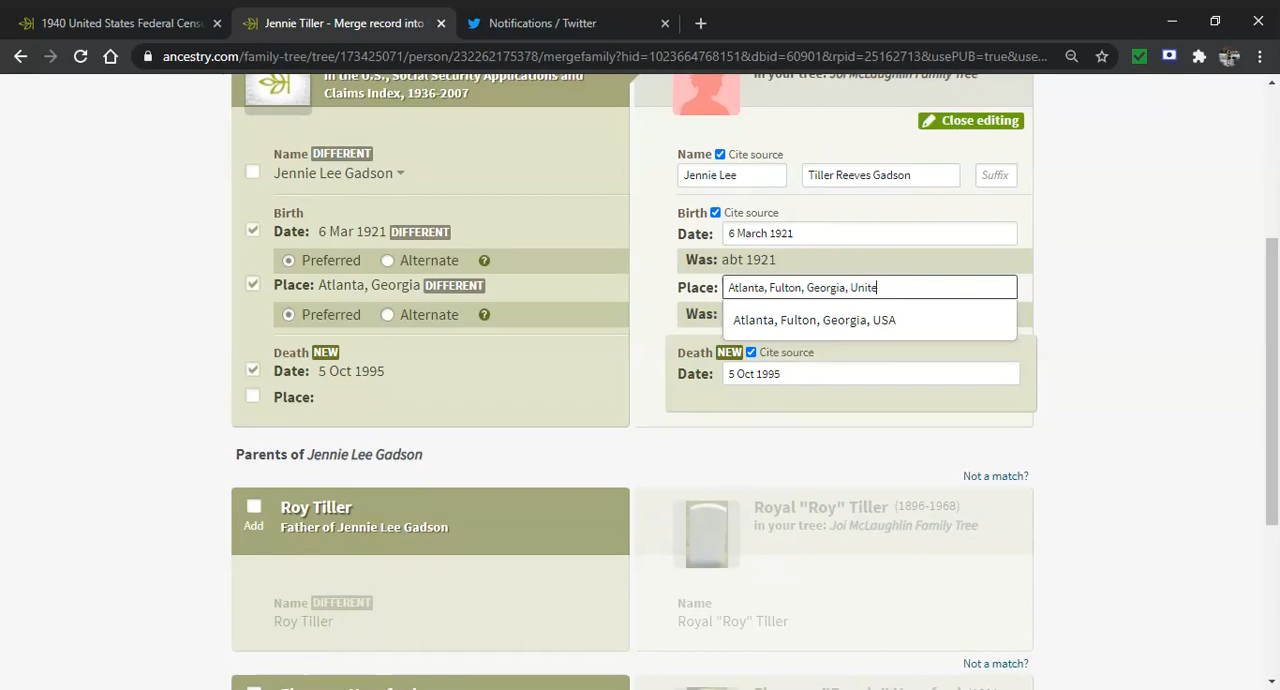 1940 United States Federal Cens
Jennie Tiller - Merge record into
Notifications / Twitter
ancestry.com/family-tree/tree/173425071/person/232262175378/mergefamily?hid=1023664768151&dbid=60901&rpid=25162713&usePUB=true&use...
in the U.S., Social Security Applications and
Claims Index, 1936-2007
in your tree: Joi McLaughlin Family Tree
Close editing
Name DIFFERENT
Jennie Lee Gadson
Name Cite source
Jennie Lee Tiller Reeves Gadson Suffix
Birth
Date: 6 Mar 1921 DIFFERENT
Preferred Alternate ?
Place: Atlanta, Georgia DIFFERENT
Preferred Alternate ?
Birth Cite source
Date: 6 March 1921
Was: abt 1921
Place: Atlanta, Fulton, Georgia, Unite
Was:
Atlanta, Fulton, Georgia, USA
Death NEW
Date: 5 Oct 1995
Place:
Death NEW Cite source
Date: 5 Oct 1995
Parents of Jennie Lee Gadson
Not a match?
Add
Roy Tiller
Father of Jennie Lee Gadson
Royal "Roy" Tiller (1896-1968)
in your tree: Joi McLaughlin Family Tree
Name DIFFERENT
Roy Tiller
Name
Royal "Roy" Tiller
Not a match?